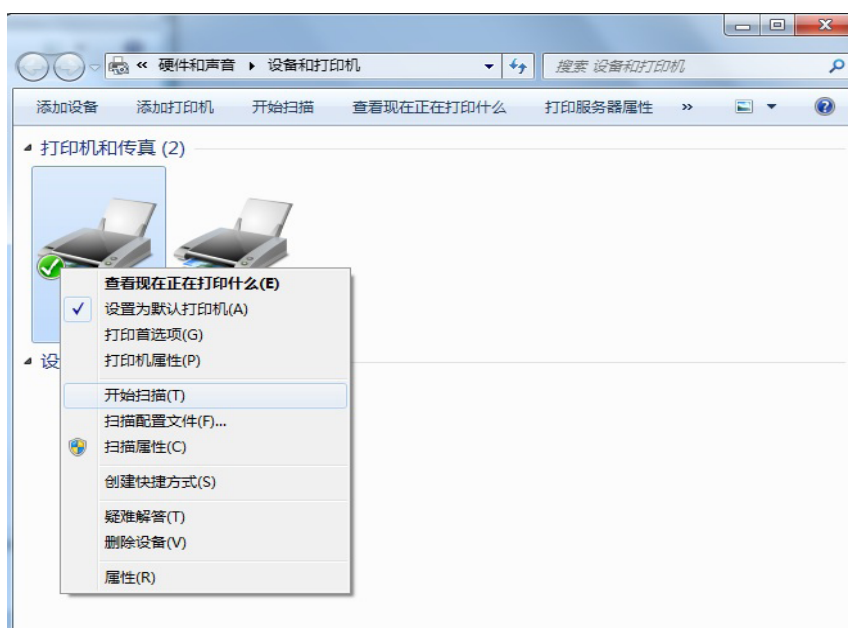 « 硬件和声音 ▸ 设备和打印机
搜索 设备和打印机
添加设备 添加打印机 开始扫描 查看现在正在打印什么 打印服务器属性 »
打印机和传真 (2)
查看现在正在打印什么(E)
设置为默认打印机(A)
打印首选项(G)
打印机属性(P)
设
开始扫描(T)
扫描配置文件(F)...
扫描属性(C)
创建快捷方式(S)
疑难解答(T)
删除设备(V)
属性(R)